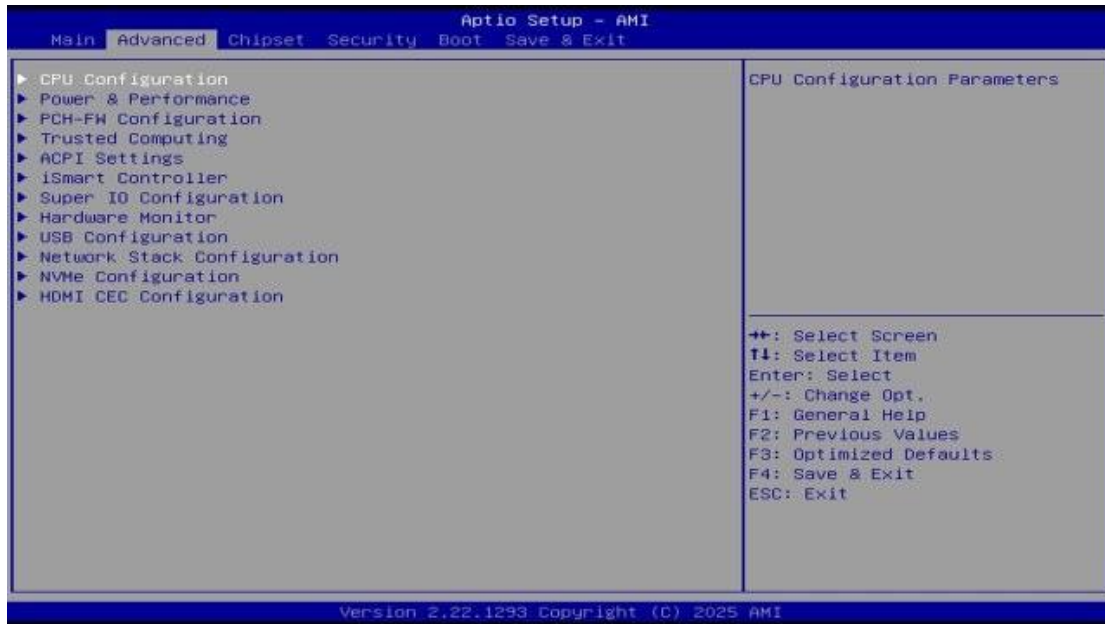 Aptio Setup - AMI
Main Advanced Chipset Security Boot Save & Exit
▶ CPU Configuration
▶ Power & Performance
▶ PCH-FW Configuration
▶ Trusted Computing
▶ ACPI Settings
▶ iSmart Controller
▶ Super IO Configuration
▶ Hardware Monitor
▶ USB Configuration
▶ Network Stack Configuration
▶ NVMe Configuration
▶ HDMI CEC Configuration
CPU Configuration Parameters
→←: Select Screen
↑↓: Select Item
Enter: Select
+/-: Change Opt.
F1: General Help
F2: Previous Values
F3: Optimized Defaults
F4: Save & Exit
ESC: Exit
Version 2.22.1293 Copyright (C) 2025 AMI